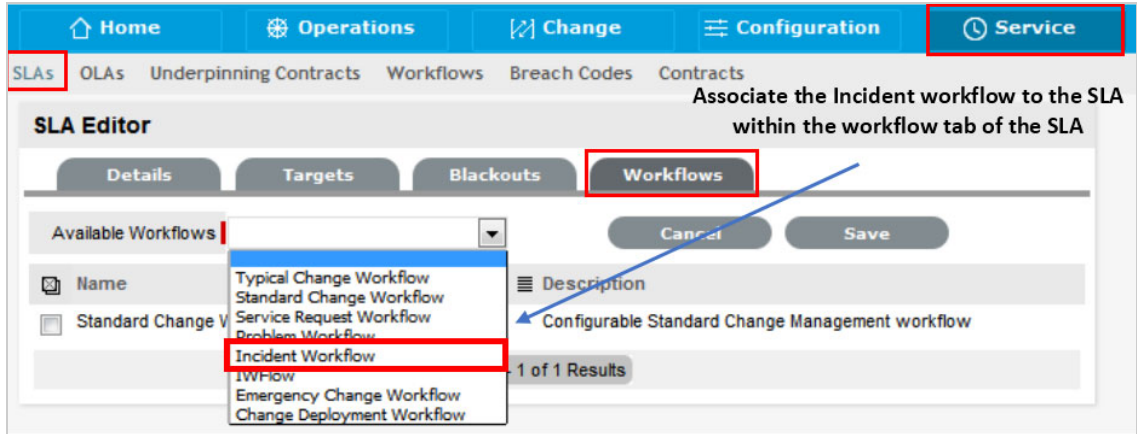 Home Operations Change Configuration Service
SLAs OLAs Underpinning Contracts Workflows Breach Codes Contracts
Associate the Incident workflow to the SLA
within the workflow tab of the SLA
SLA Editor
Details Targets Blackouts Workflows
Available Workflows Cancel Save
Name Description
Typical Change Workflow
Standard Change Workflow
Service Request Workflow
Problem Workflow
Incident Workflow
IWFlow
Emergency Change Workflow
Change Deployment Workflow
Standard Change W Configurable Standard Change Management workflow
1 of 1 Results